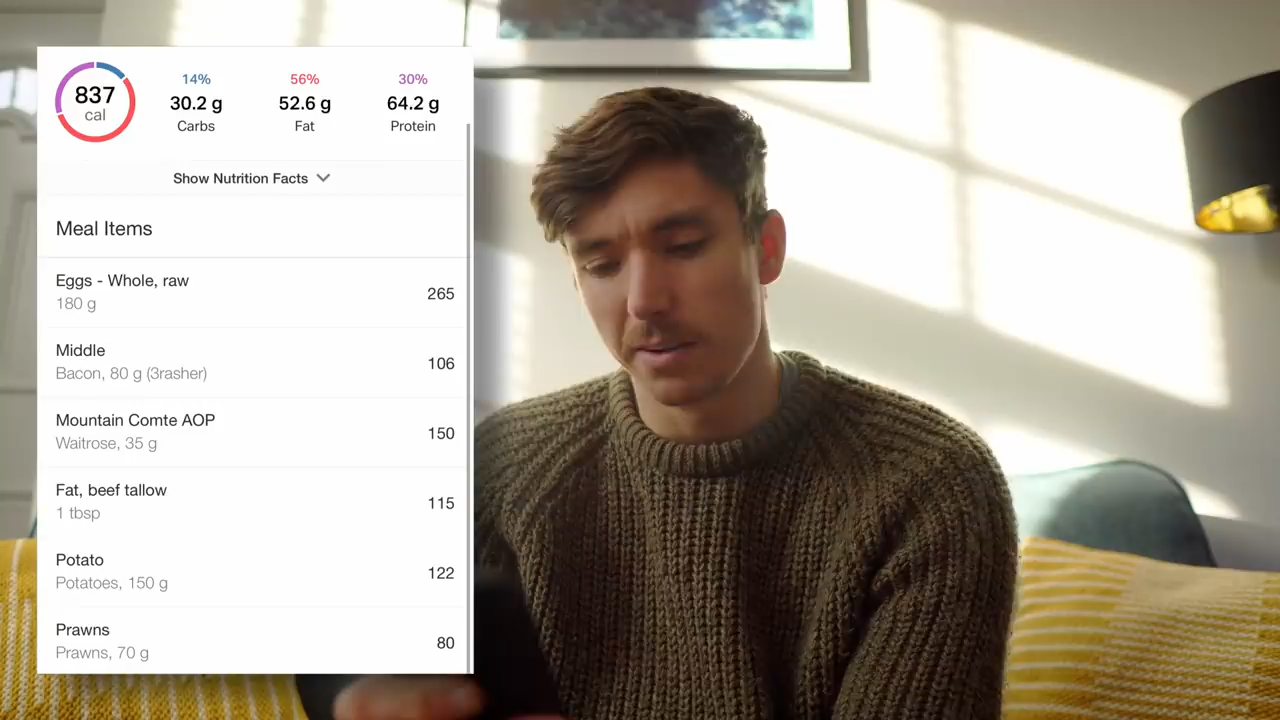 837
cal
14%
30.2 g
Carbs
56%
52.6 g
Fat
30%
64.2 g
Protein
Show Nutrition Facts
Meal Items
Eggs - Whole, raw
180 g
265
Middle
Bacon, 80 g (3rasher)
106
Mountain Comte AOP
Waitrose, 35 g
150
Fat, beef tallow
1 tbsp
115
Potato
Potatoes, 150 g
122
Prawns
Prawns, 70 g
80